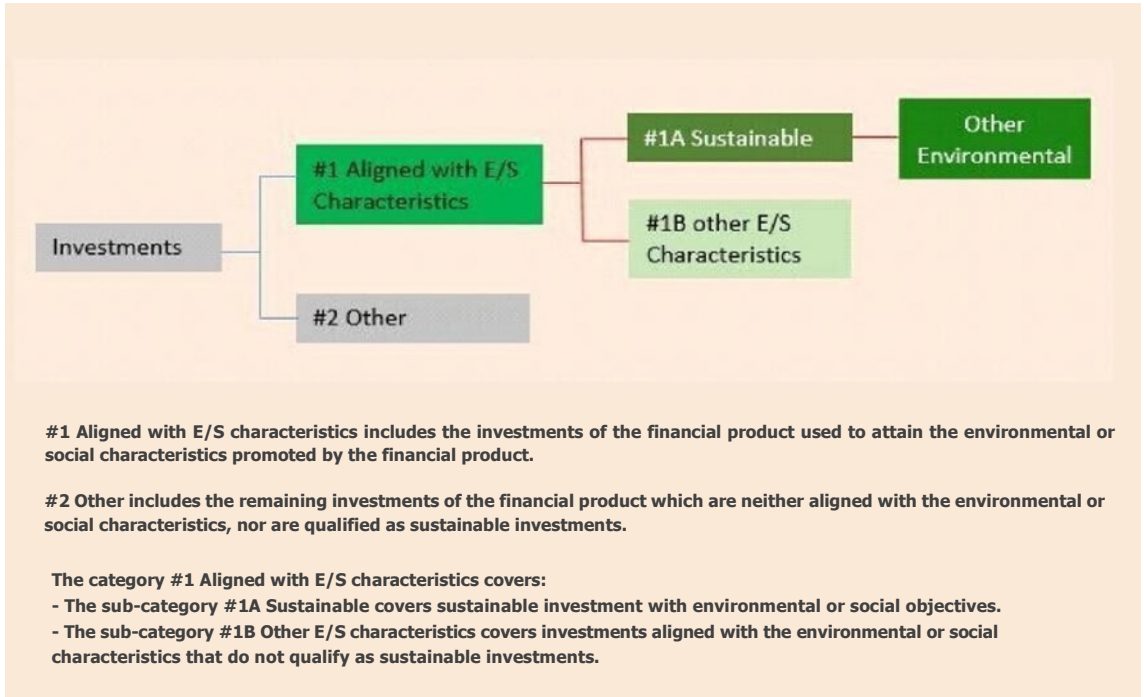 Investments
#1 Aligned with E/S
Characteristics
#2 Other
#1A Sustainable
#1B other E/S
Characteristics
Other
Environmental
#1 Aligned with E/S characteristics includes the investments of the financial product used to attain the environmental or
social characteristics promoted by the financial product.
#2 Other includes the remaining investments of the financial product which are neither aligned with the environmental or
social characteristics, nor are qualified as sustainable investments.
The category #1 Aligned with E/S characteristics covers:
- The sub-category #1A Sustainable covers sustainable investment with environmental or social objectives.
- The sub-category #1B Other E/S characteristics covers investments aligned with the environmental or social
characteristics that do not qualify as sustainable investments.